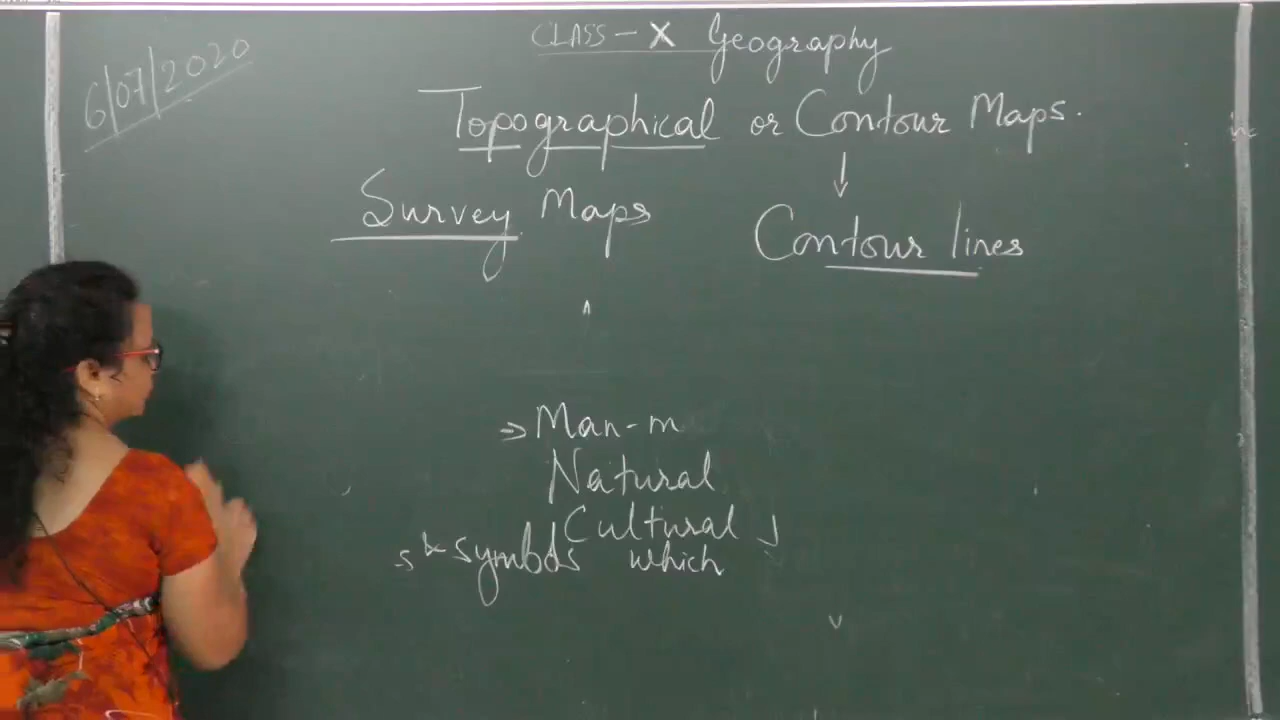 6/07/2020
CLASS - X Geography
Topographical or Contour Maps.
Survey Maps
Contour lines
Man-m
Natural
Cultural
symbols which